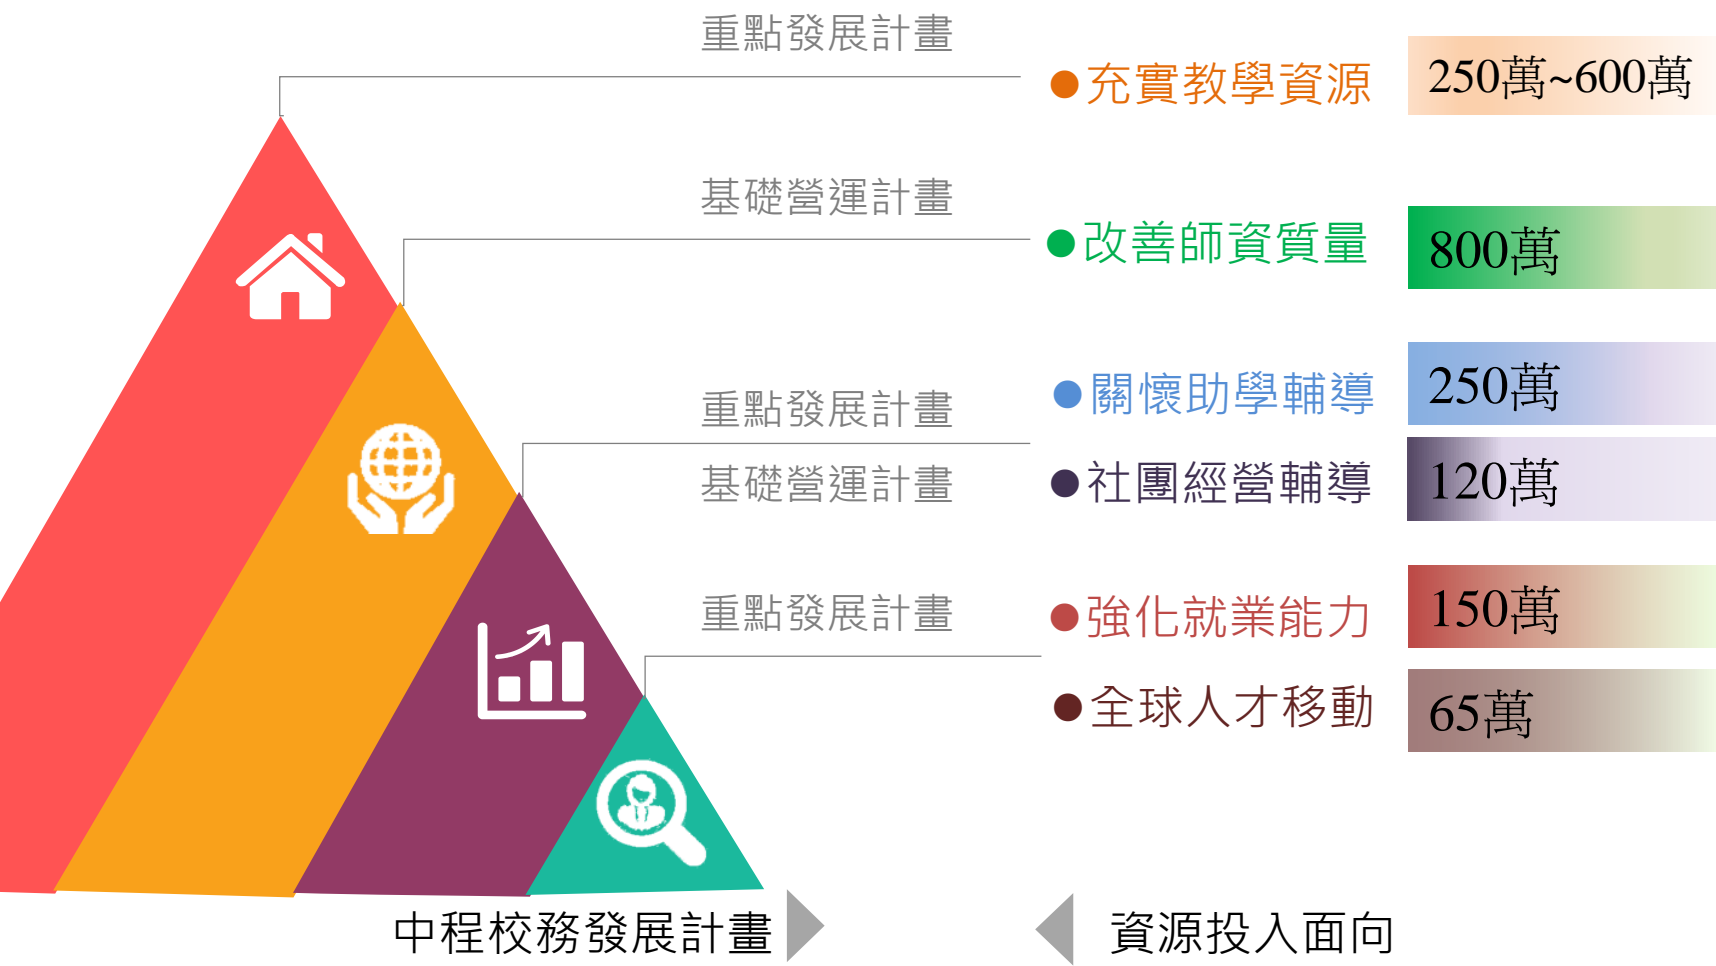 重點發展計畫
●充實教學資源
250萬~600萬
基礎營運計畫
●改善師資質量
800萬
重點發展計畫
●關懷助學輔導
250萬
基礎營運計畫
●社團經營輔導
120萬
重點發展計畫
●強化就業能力
150萬
●全球人才移動
65萬
中程校務發展計畫
資源投入面向